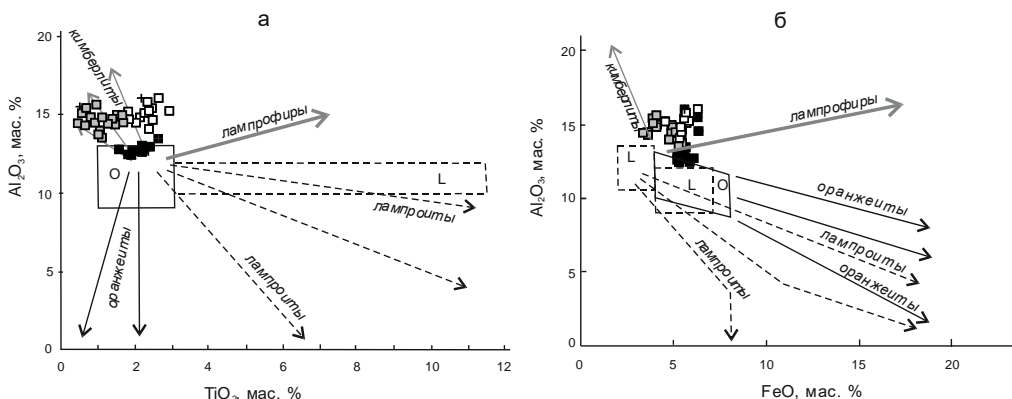 а
20
15
10
5
0
Al₂O₃, мас. %
кимберлиты
лампрофиры
O
L
лампроиты
оранжеиты
лампроиты
0
2
4
6
8
10
12
TiO₂, мас. %
б
20
15
10
5
0
Al₂O₃, мас. %
кимберлиты
лампрофиры
L
L
O
оранжеиты
лампроиты
оранжеиты
лампроиты
0
5
10
15
20
FeO, мас. %